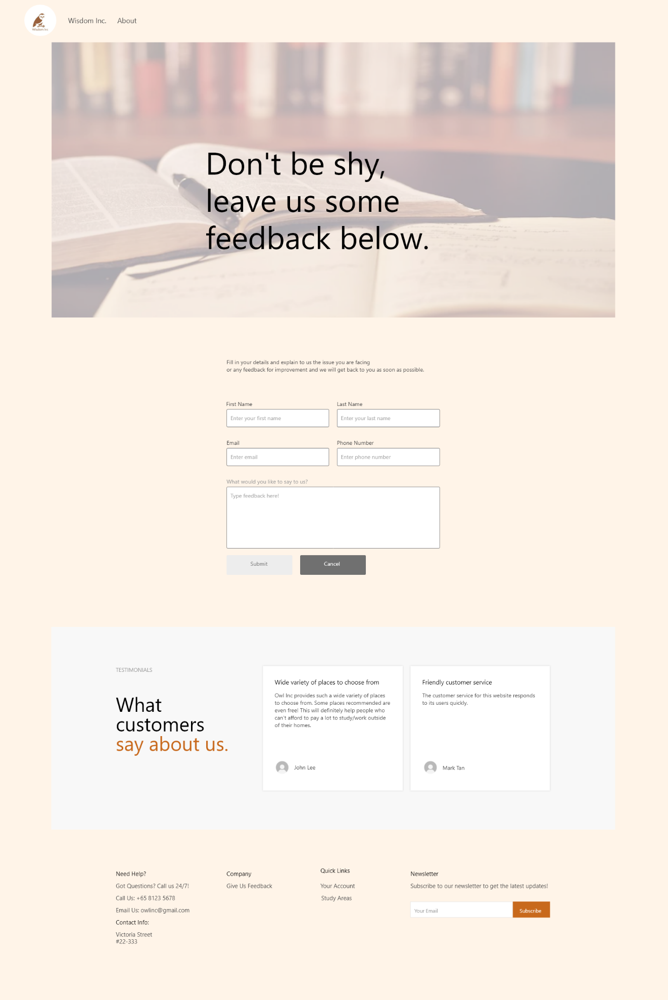 Wisdom Inc
Wisdom Inc. About
Don't be shy,
leave us some
feedback below.
Fill in your details and explain to us the issue you are facing
or any feedback for improvement and we will get back to you as soon as possible.
First Name
Last Name
Enter your first name
Enter your last name
Email
Phone Number
Enter email
Enter phone number
What would you like to say to us?
Type feedback here!
Submit
Cancel
TESTIMONIALS
What
customers
say about us.
Wide variety of places to choose from
Owl Inc provides such a wide variety of places
to choose from. Some places recommended are
even free! This will definitely help people who
can't afford to pay a lot to study/work outside
of their homes.
John Lee
Friendly customer service
The customer service for this website responds
to its users quickly.
Mark Tan
Need Help?
Got Questions? Call us 24/7!
Call Us: +65 8123 5678
Email Us: owlinc@gmail.com
Contact Info:
Victoria Street
#22-333
Company
Give Us Feedback
Quick Links
Your Account
Study Areas
Newsletter
Subscribe to our newsletter to get the latest updates!
Your Email
Subscribe